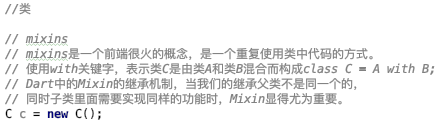 //类
// mixins
// mixins是一个前端很火的概念，是一个重复使用类中代码的方式。
// 使用with关键字，表示类C是由类A和类B混合而构成class C = A with B;
// Dart中的Mixin的继承机制，当我们的继承父类不是同一个的，
// 同时子类里面需要实现同样的功能时，Mixin显得尤为重要。
C c = new C();